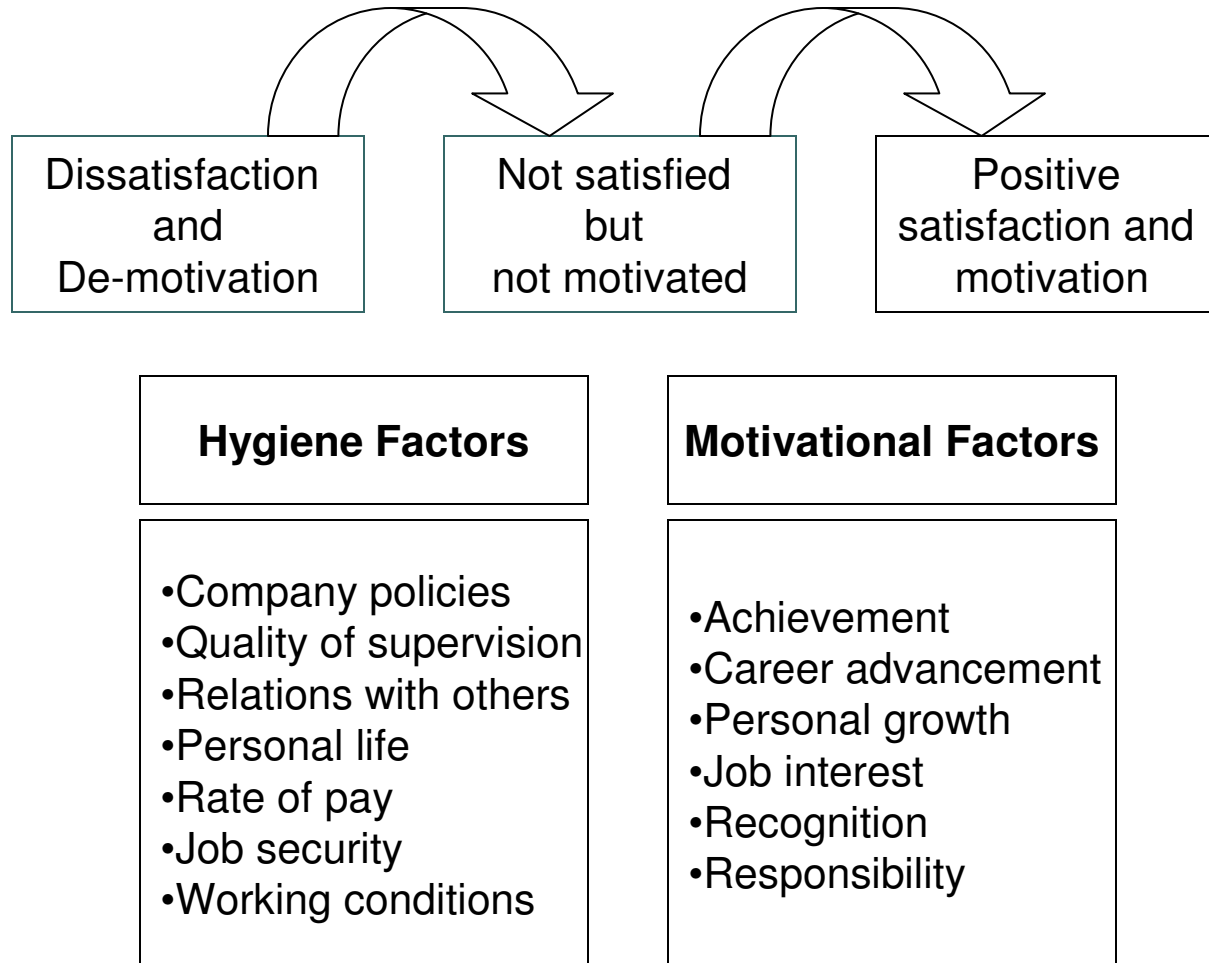 Dissatisfaction
and
De-motivation
Not satisfied
but
not motivated
Positive
satisfaction and
motivation
Hygiene Factors
•Company policies
•Quality of supervision
•Relations with others
•Personal life
•Rate of pay
•Job security
•Working conditions
Motivational Factors
•Achievement
•Career advancement
•Personal growth
•Job interest
•Recognition
•Responsibility